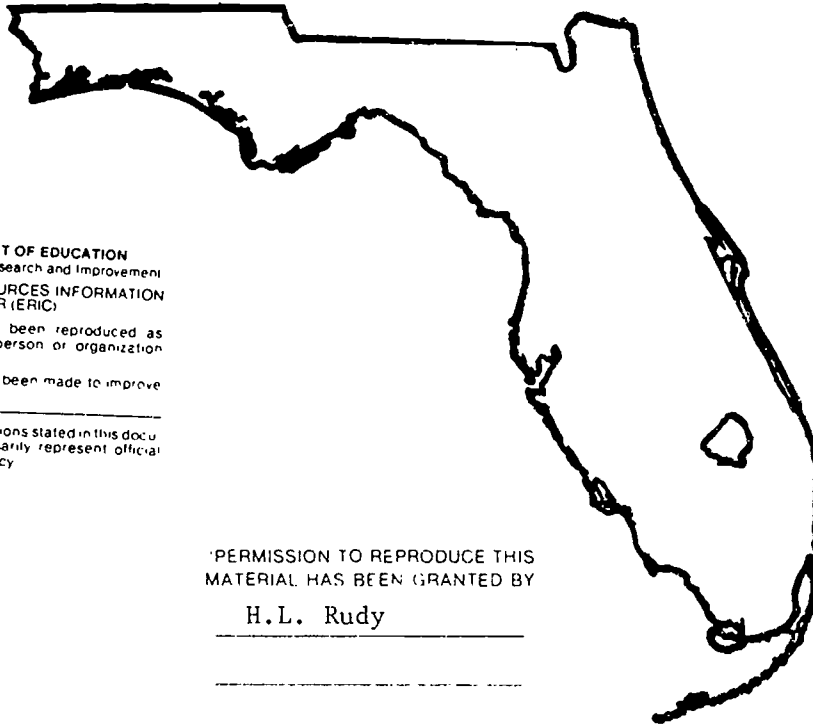 T OF EDUCATION
search and Improvement
URCES INFORMATION
R (ERIC)
been reproduced as
person or organization
been made to improve
ons stated in this docu
arily represent official
cy
'PERMISSION TO REPRODUCE THIS
MATERIAL HAS BEEN GRANTED BY
H.L. Rudy